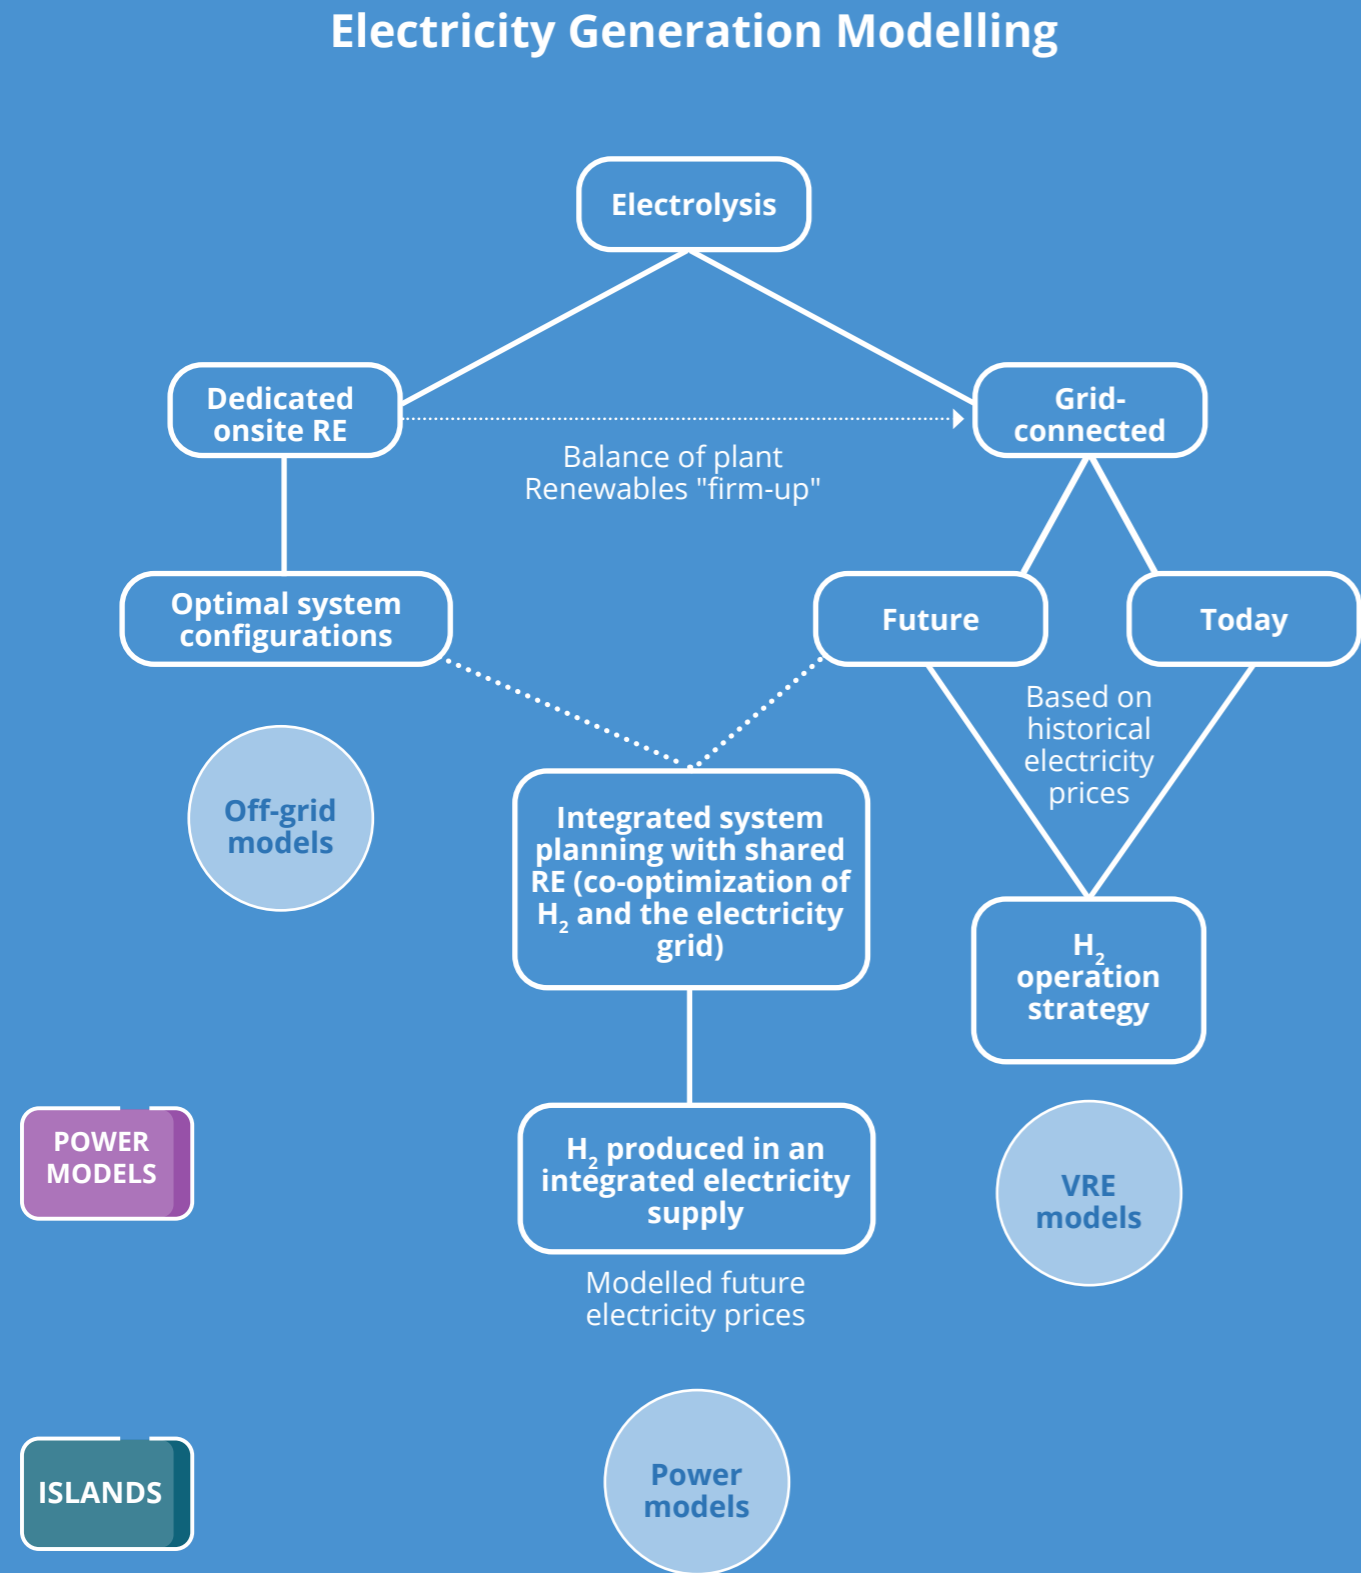 Electricity Generation Modelling
Electrolysis
Dedicated
onsite RE
Grid-
connected
Balance of plant
Renewables "firm-up"
Optimal system
configurations
Future
Today
Based on
historical
electricity
prices
Off-grid
models
Integrated system
planning with shared
RE (co-optimization of
H₂ and the electricity
grid)
H₂
operation
strategy
POWER
MODELS
H₂ produced in an
integrated electricity
supply
VRE
models
Modelled future
electricity prices
ISLANDS
Power
models